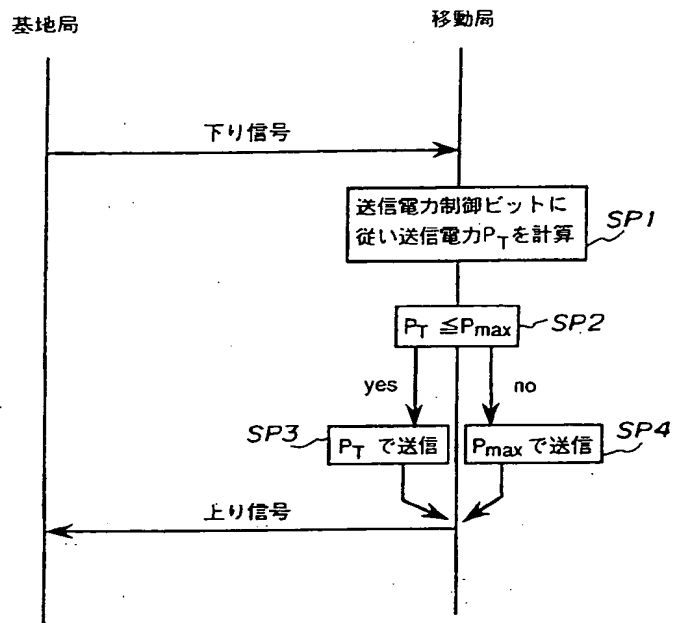 基地局
移動局
下り信号
送信電力制御ビットに
従い送信電力PTを計算
SP1
PT ≦Pmax
SP2
yes
no
SP3
PT で送信
Pmax で送信
SP4
上り信号